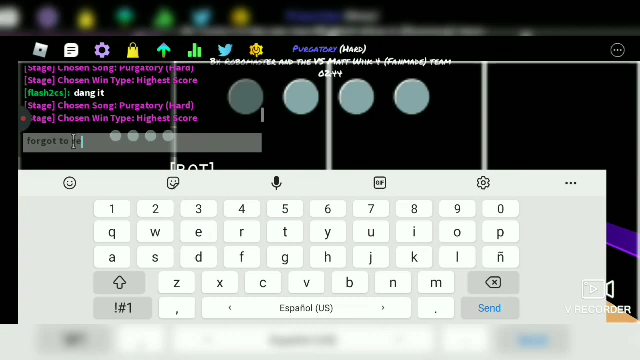 Purgatory (Hard)
By Robomaster and the VS Matt Wiik 4 (Fanmade) team
02:44
[Stage] Chosen Song: Purgatory (Hard)
[Stage] Chosen Win Type: Highest Score
[flash2cs]: dang it
[Stage] Chosen Song: Purgatory (Hard)
[Stage] Chosen Win Type: Highest Score
forgot to re
[BOT]
GIF
1 2 3 4 5 6 7 8 9 0
q w e r t y u i o p
a s d f g h j k l ñ
z x c v b n m
!#1 , Español (US) . Send
V RECORDER